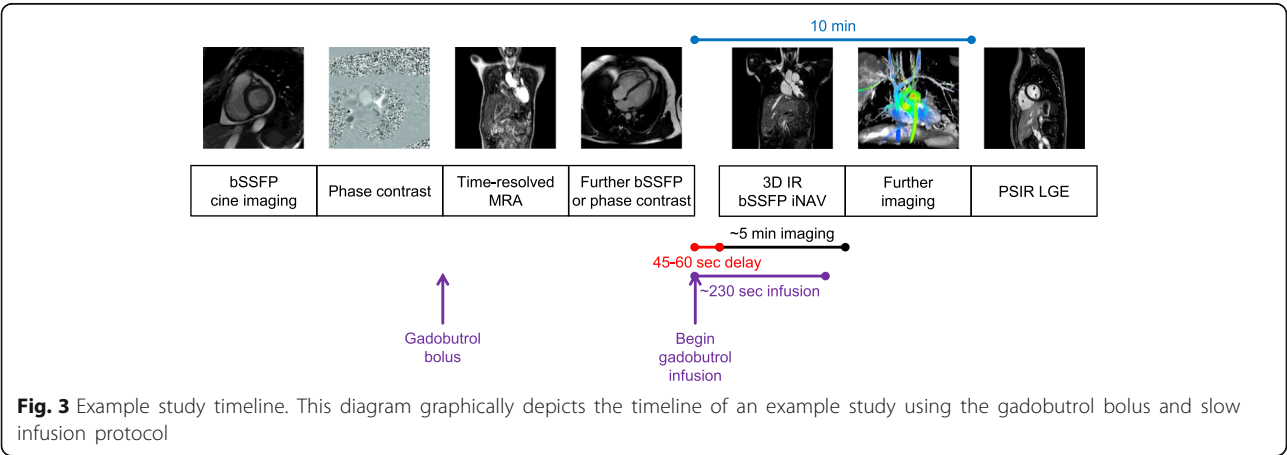 10 min
bSSFP
cine imaging
Phase contrast
Time-resolved
MRA
Further bSSFP
or phase contrast
3D IR
bSSFP iNAV
Further
imaging
PSIR LGE
~5 min imaging
45-60 sec delay
~230 sec infusion
Gadobutrol
bolus
Begin
gadobutrol
infusion
Fig. 3 Example study timeline. This diagram graphically depicts the timeline of an example study using the gadobutrol bolus and slow
infusion protocol